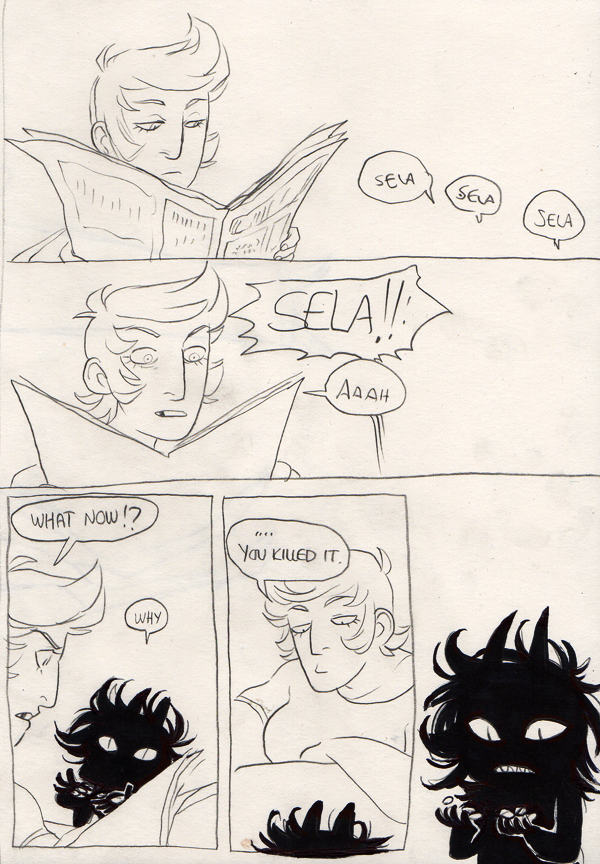 SELA
SELA
SELA
SELA!!!
AAAH
WHAT NOW!?
WHY
....
YOU KILLED IT.